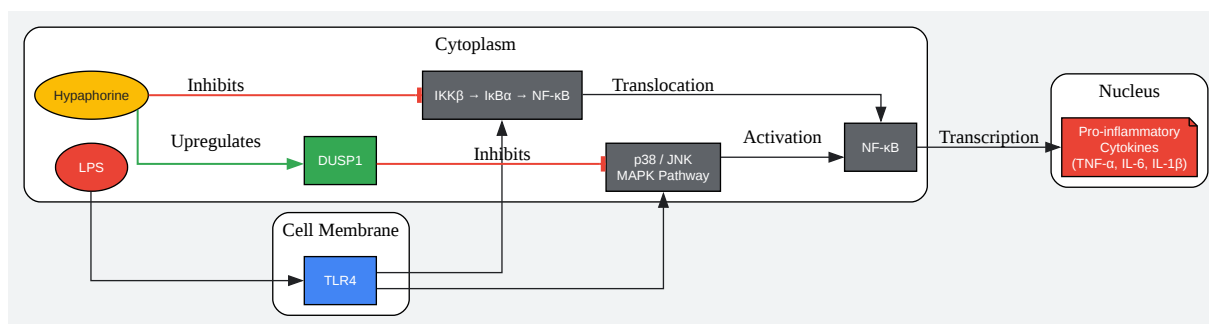 Cytoplasm
Hypaphorine
Inhibits
IKKβ → IκBα → NF-κB
Translocation
Nucleus
Upregulates
DUSP1
Inhibits
p38 / JNK
MAPK Pathway
Activation
NF-κB
Transcription
Pro-inflammatory
Cytokines
(TNF-α, IL-6, IL-1β)
LPS
Cell Membrane
TLR4